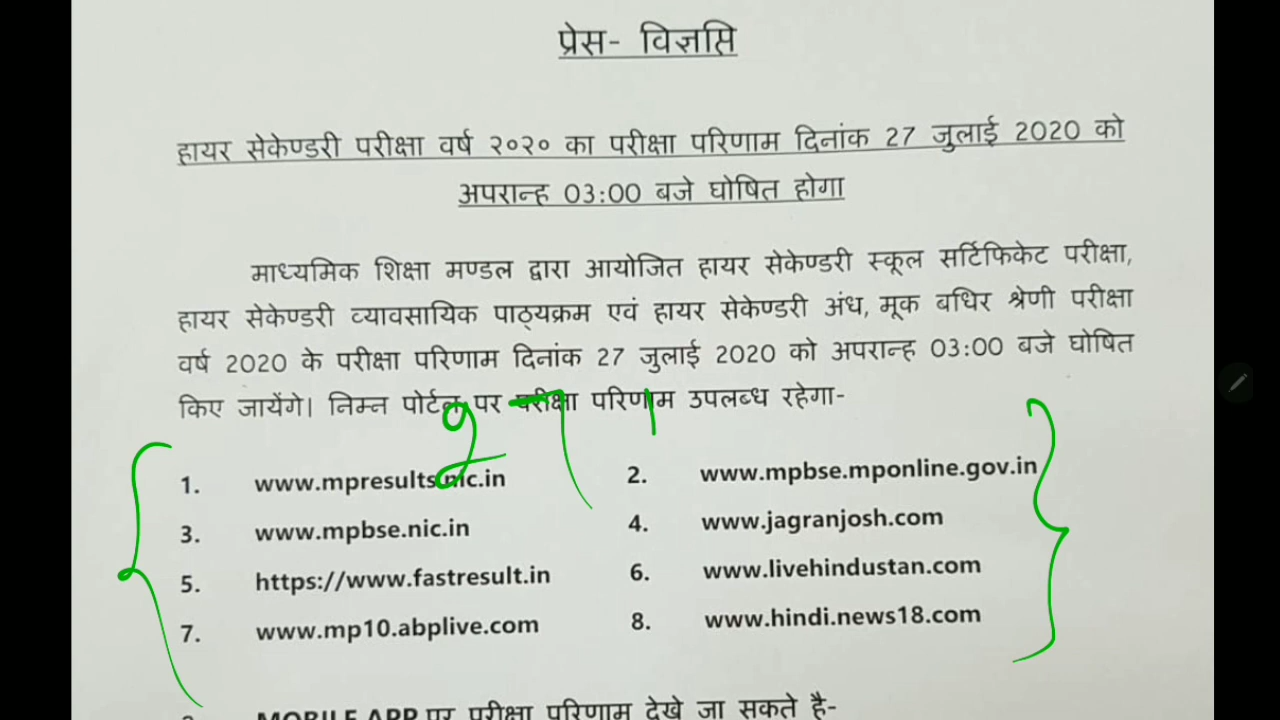 प्रेस- विज्ञप्ति
हायर सेकेण्डरी परीक्षा वर्ष २०२० का परीक्षा परिणाम दिनांक 27 जुलाई 2020 को
अपरान्ह 03:00 बजे घोषित होगा
माध्यमिक शिक्षा मण्डल द्वारा आयोजित हायर सेकेण्डरी स्कूल सर्टिफिकेट परीक्षा,
हायर सेकेण्डरी व्यावसायिक पाठ्यक्रम एवं हायर सेकेण्डरी अंध, मूक बधिर श्रेणी परीक्षा
वर्ष 2020 के परीक्षा परिणाम दिनांक 27 जुलाई 2020 को अपरान्ह 03:00 बजे घोषित
किए जायेंगे। निम्न पोर्टल पर परीक्षा परिणाम उपलब्ध रहेगा-
1. www.mpresults.nic.in 2. www.mpbse.mponline.gov.in
3. www.mpbse.nic.in 4. www.jagranjosh.com
5. https://www.fastresult.in 6. www.livehindustan.com
7. www.mp10.abplive.com 8. www.hindi.news18.com
MOBILE APP पर परीक्षा परिणाम देखे जा सकते है-